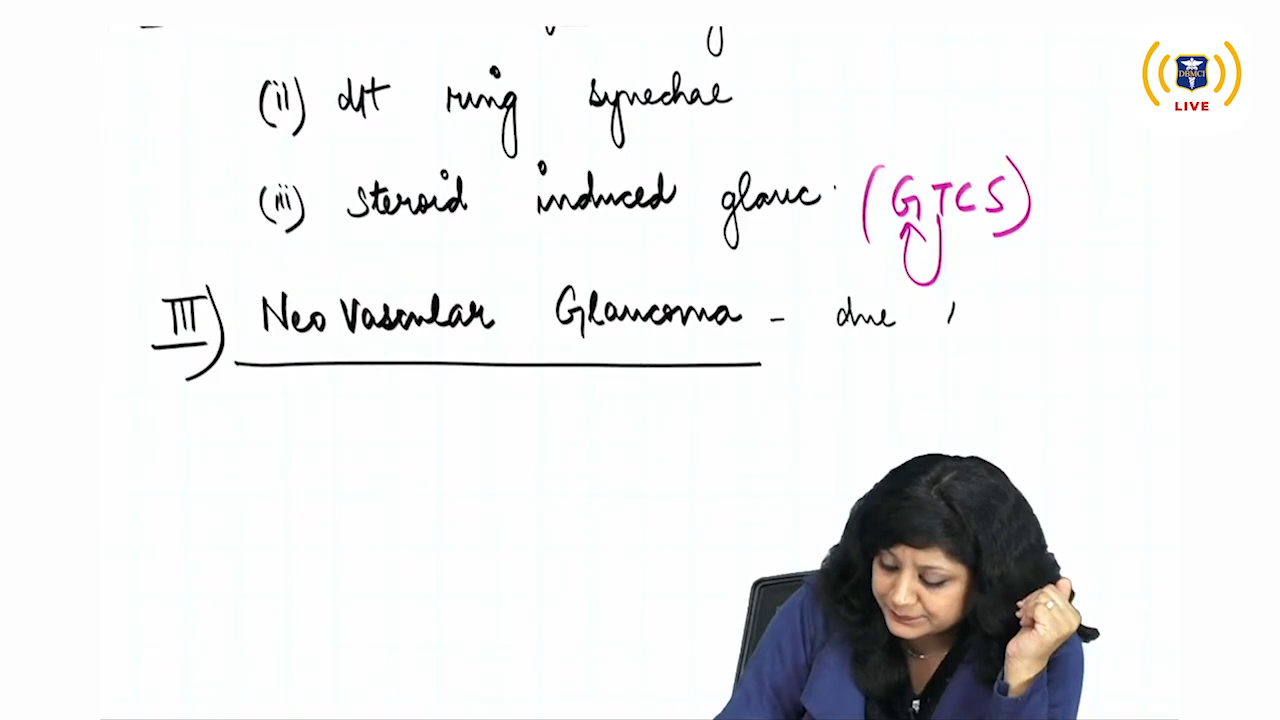 DBMCI
LIVE
(ii) d/t ring synechae
(iii) steroid induced glauc. (GTCS)
III) Neo Vascular Glaucoma - due